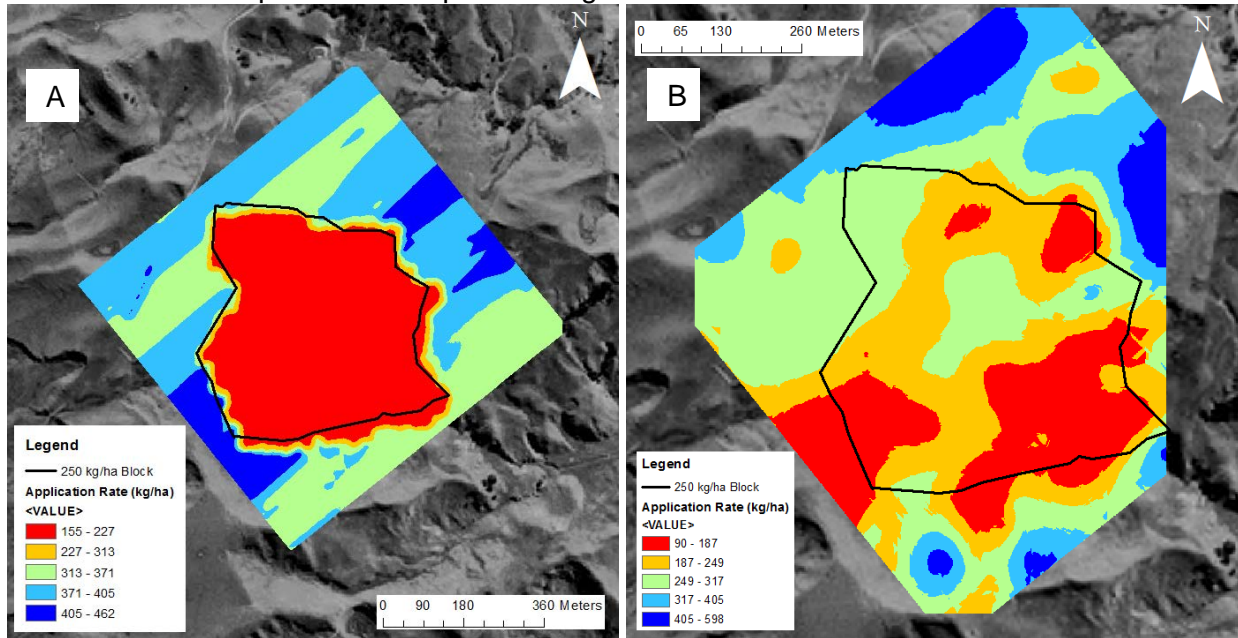 A
N
Legend
250 kg/ha Block
Application Rate (kg/ha)
<VALUE>
155 - 227
227 - 313
313 - 371
371 - 405
405 - 462
0 90 180 360 Meters
0 65 130 260 Meters
B
N
Legend
250 kg/ha Block
Application Rate (kg/ha)
<VALUE>
90 - 187
187 - 249
249 - 317
317 - 405
405 - 598